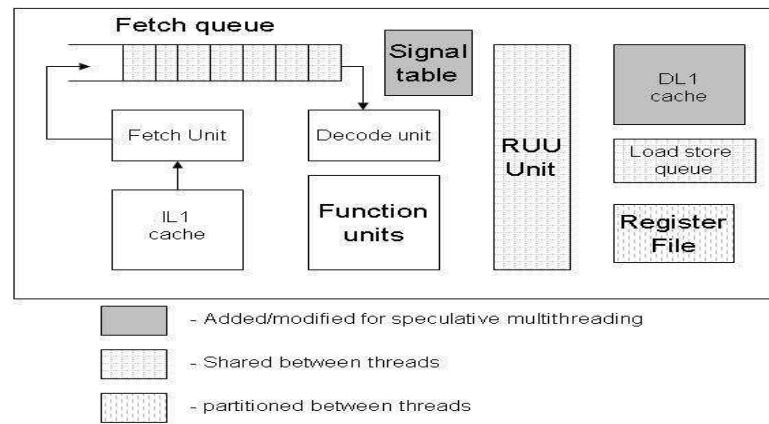 Fetch queue
Signal
table
DL1
cache
Fetch Unit
Decode unit
RUU
Unit
Load store
queue
IL1
cache
Function
units
Register
File
- Added/modified for speculative multithreading
- Shared between threads
- partitioned between threads